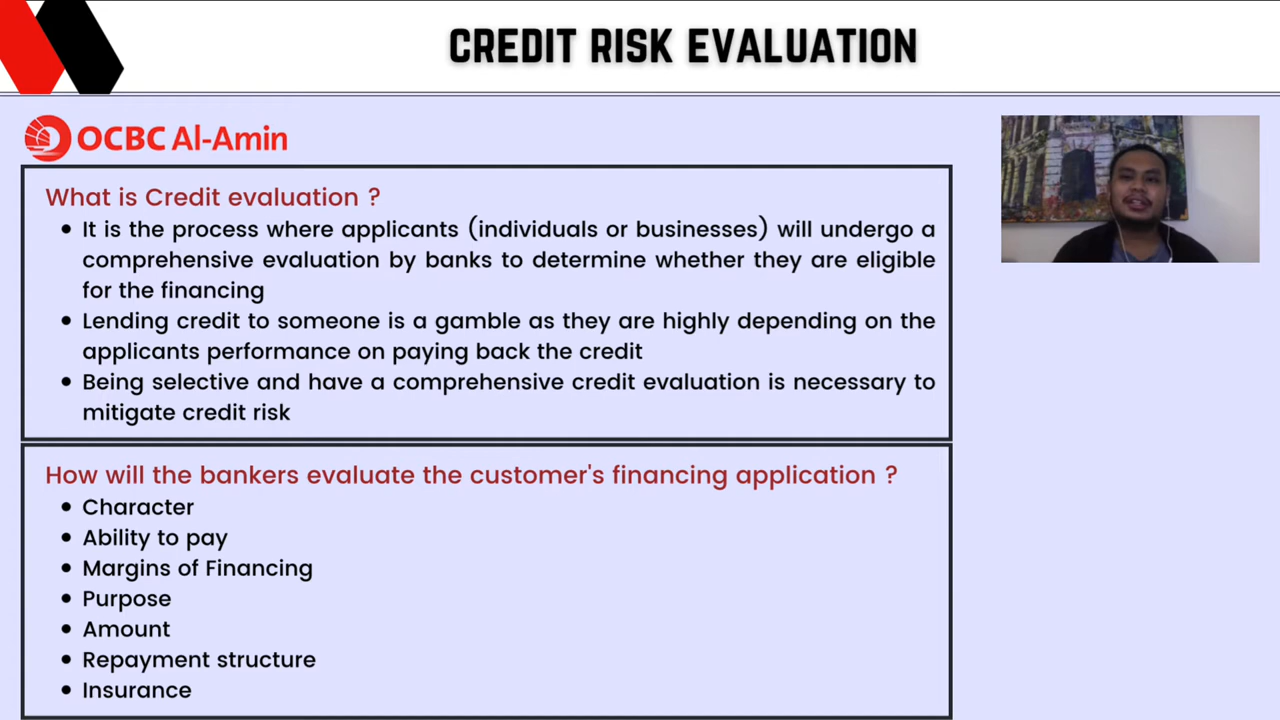 CREDIT RISK EVALUATION
OCBC Al-Amin
What is Credit evaluation ?
• It is the process where applicants (individuals or businesses) will undergo a
comprehensive evaluation by banks to determine whether they are eligible
for the financing
• Lending credit to someone is a gamble as they are highly depending on the
applicants performance on paying back the credit
• Being selective and have a comprehensive credit evaluation is necessary to
mitigate credit risk
How will the bankers evaluate the customer's financing application ?
• Character
• Ability to pay
• Margins of Financing
• Purpose
• Amount
• Repayment structure
• Insurance